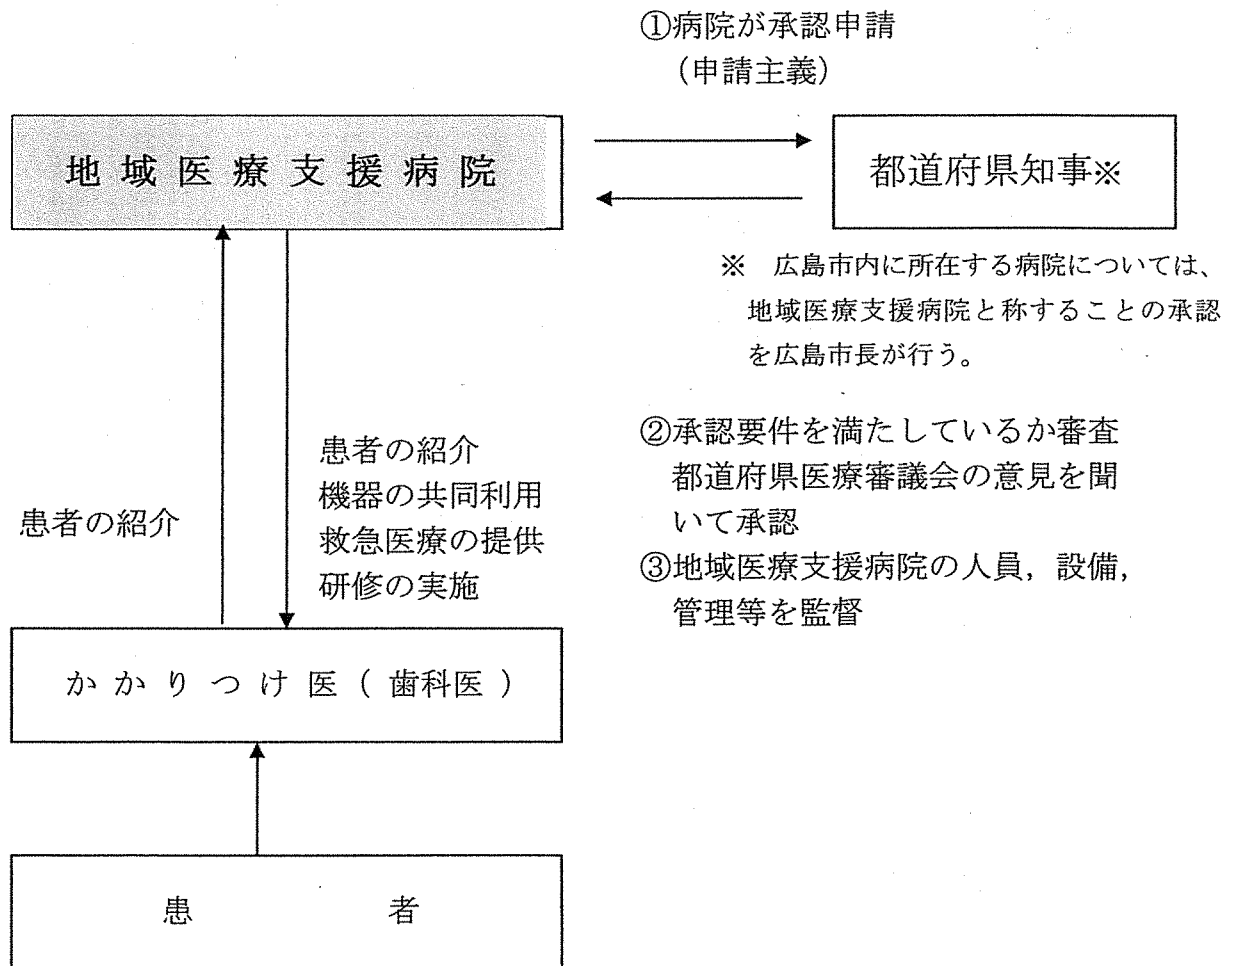 ①病院が承認申請
（申請主義）
地域医療支援病院
都道府県知事※
※　広島市内に所在する病院については、
地域医療支援病院と称することの承認
を広島市長が行う。
患者の紹介
患者の紹介
機器の共同利用
救急医療の提供
研修の実施
②承認要件を満たしているか審査
都道府県医療審議会の意見を聞
いて承認
③地域医療支援病院の人員，設備，
管理等を監督
かかりつけ医（歯科医）
患　　　者